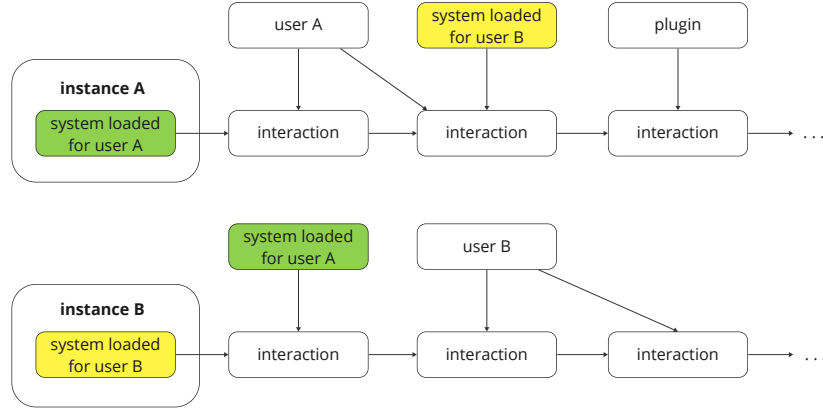 user A
system loaded
for user B
plugin
instance A
system loaded
for user A
interaction
interaction
interaction
...
system loaded
for user A
user B
instance B
system loaded
for user B
interaction
interaction
interaction
...